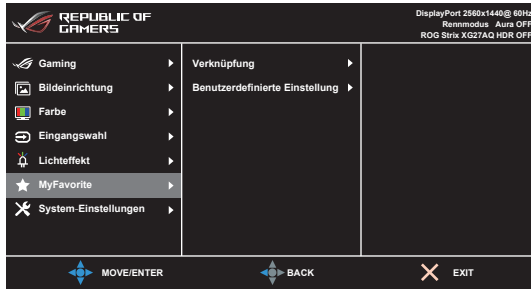 REPUBLIC OF
GAMERS
DisplayPort 2560x1440@ 60Hz
Rennmodus Aura OFF
ROG Strix XG27AQ HDR OFF
Gaming
Bildeinrichtung
Farbe
Eingangswahl
Lichteffekt
MyFavorite
System-Einstellungen
Verknüpfung
Benutzerdefinierte Einstellung
MOVE/ENTER
BACK
EXIT